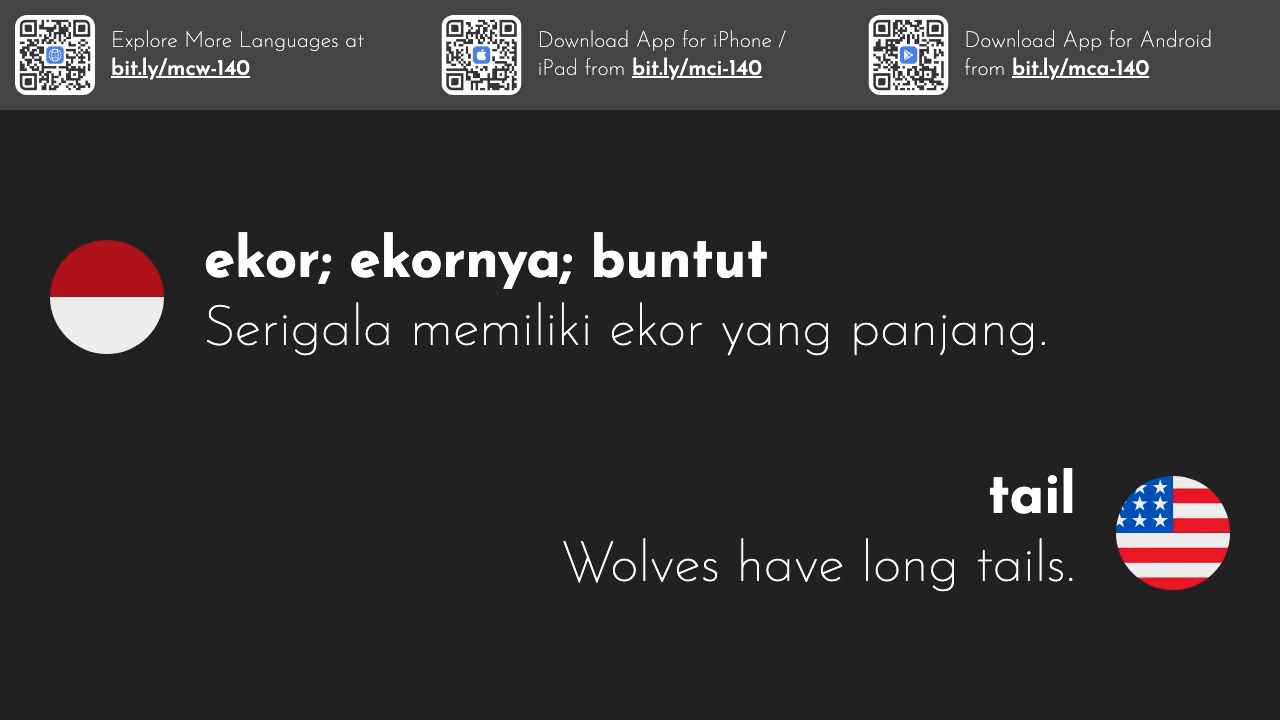 Explore More Languages at
bit.ly/mcw-140
Download App for iPhone /
iPad from bit.ly/mci-140
Download App for Android
from bit.ly/mca-140
ekor; ekornya; buntut
Serigala memiliki ekor yang panjang.
tail
Wolves have long tails.